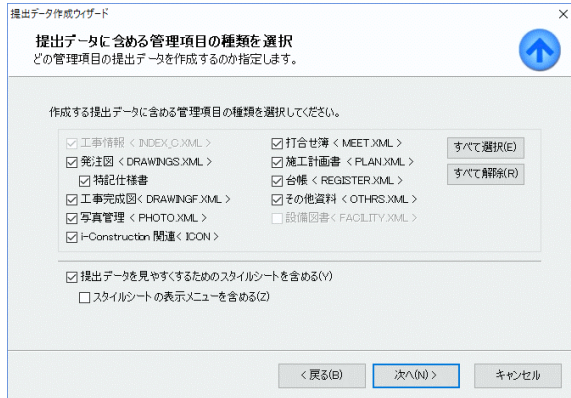 提出データ作成ウィザード
提出データに含める管理項目の種類を選択
どの管理項目の提出データを作成するのか指定します。
作成する提出データに含める管理項目の種類を選択してください。
工事情報 < INDEX_C.XML >
発注図 < DRAWINGS.XML >
特記仕様書
工事完成図< DRAWINGF.XML >
写真管理 < PHOTO.XML >
i-Construction 関連< ICON >
打合せ簿 < MEET.XML >
施工計画書 < PLAN.XML >
台帳 < REGISTER.XML >
その他資料 < OTHRS.XML >
設備図書< FACILITY.XML >
すべて選択(E)
すべて解除(R)
提出データを見やすくするためのスタイルシートを含める(Y)
スタイルシートの表示メニューを含める(Z)
< 戻る(B)
次へ(N) >
キャンセル